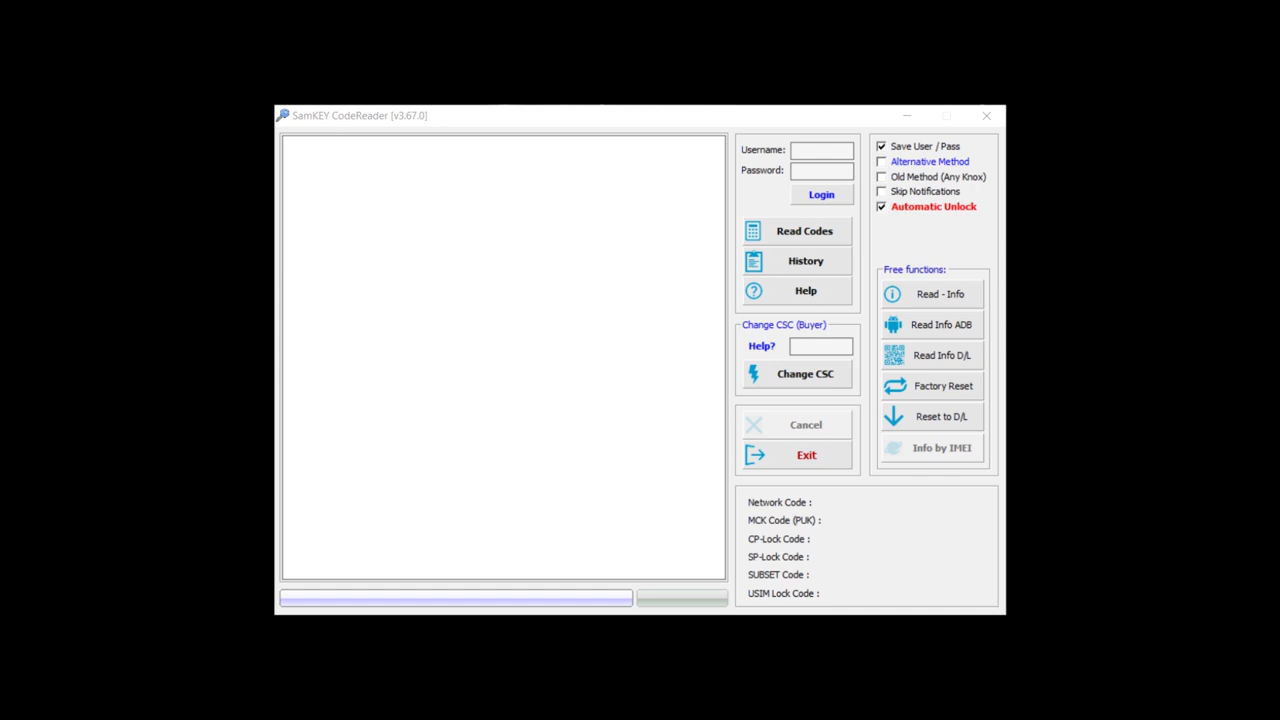 SamKEY CodeReader [v3.67.0]
Username:
Password:
Login
Read Codes
History
Help
Change CSC (Buyer)
Help?
Change CSC
Cancel
Exit
Save User / Pass
Alternative Method
Old Method (Any Knox)
Skip Notifications
Automatic Unlock
Free functions:
Read - Info
Read Info ADB
Read Info D/L
Factory Reset
Reset to D/L
Info by IMEI
Network Code :
MCK Code (PUK) :
CP-Lock Code :
SP-Lock Code :
SUBSET Code :
USIM Lock Code :